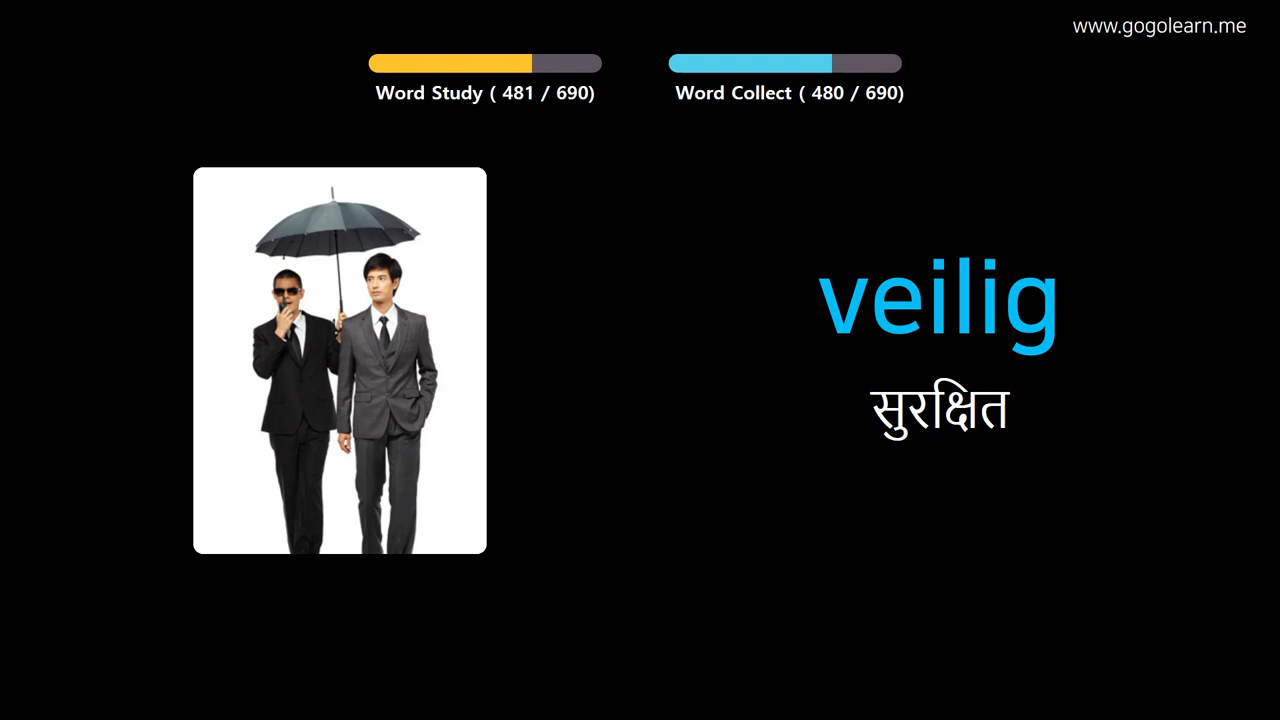 www.gogolearn.me
Word Study ( 481 / 690)
Word Collect ( 480 / 690)
veilig
सुरक्षित